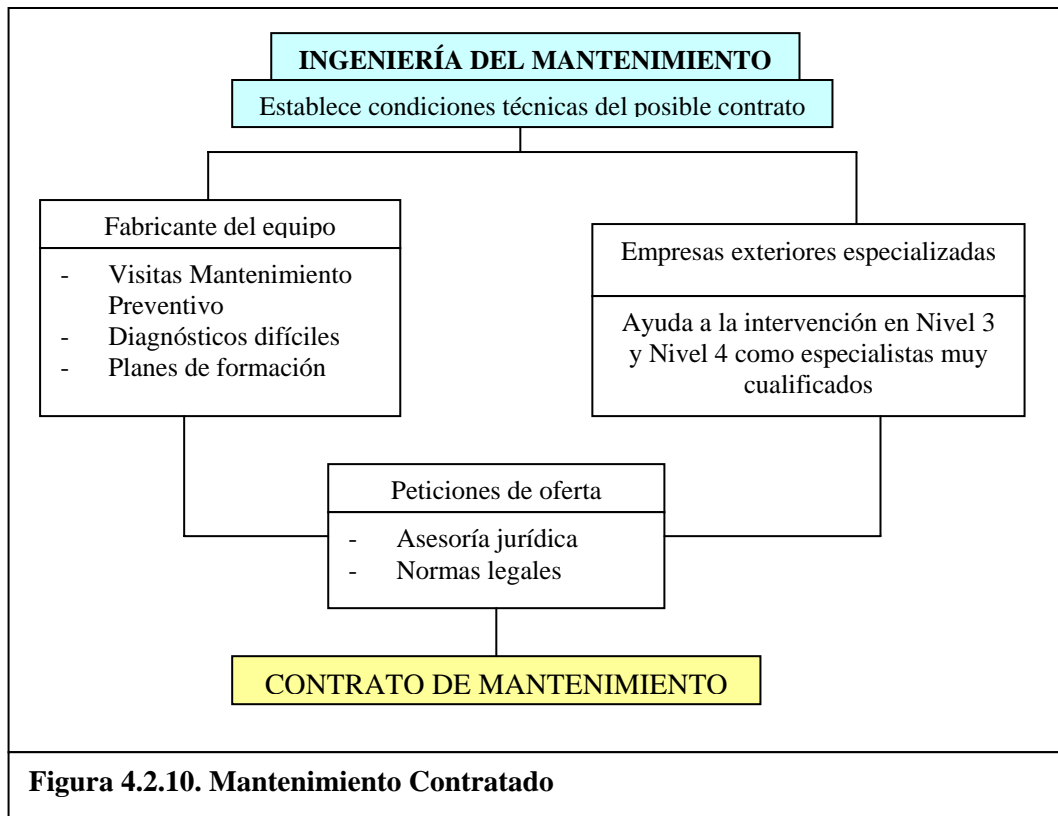 INGENIERÍA DEL MANTENIMIENTO
Establece condiciones técnicas del posible contrato
Fabricante del equipo
- Visitas Mantenimiento
Preventivo
- Diagnósticos difíciles
- Planes de formación
Empresas exteriores especializadas
Ayuda a la intervención en Nivel 3
y Nivel 4 como especialistas muy
cualificados
Peticiones de oferta
- Asesoría jurídica
- Normas legales
CONTRATO DE MANTENIMIENTO
Figura 4.2.10. Mantenimiento Contratado